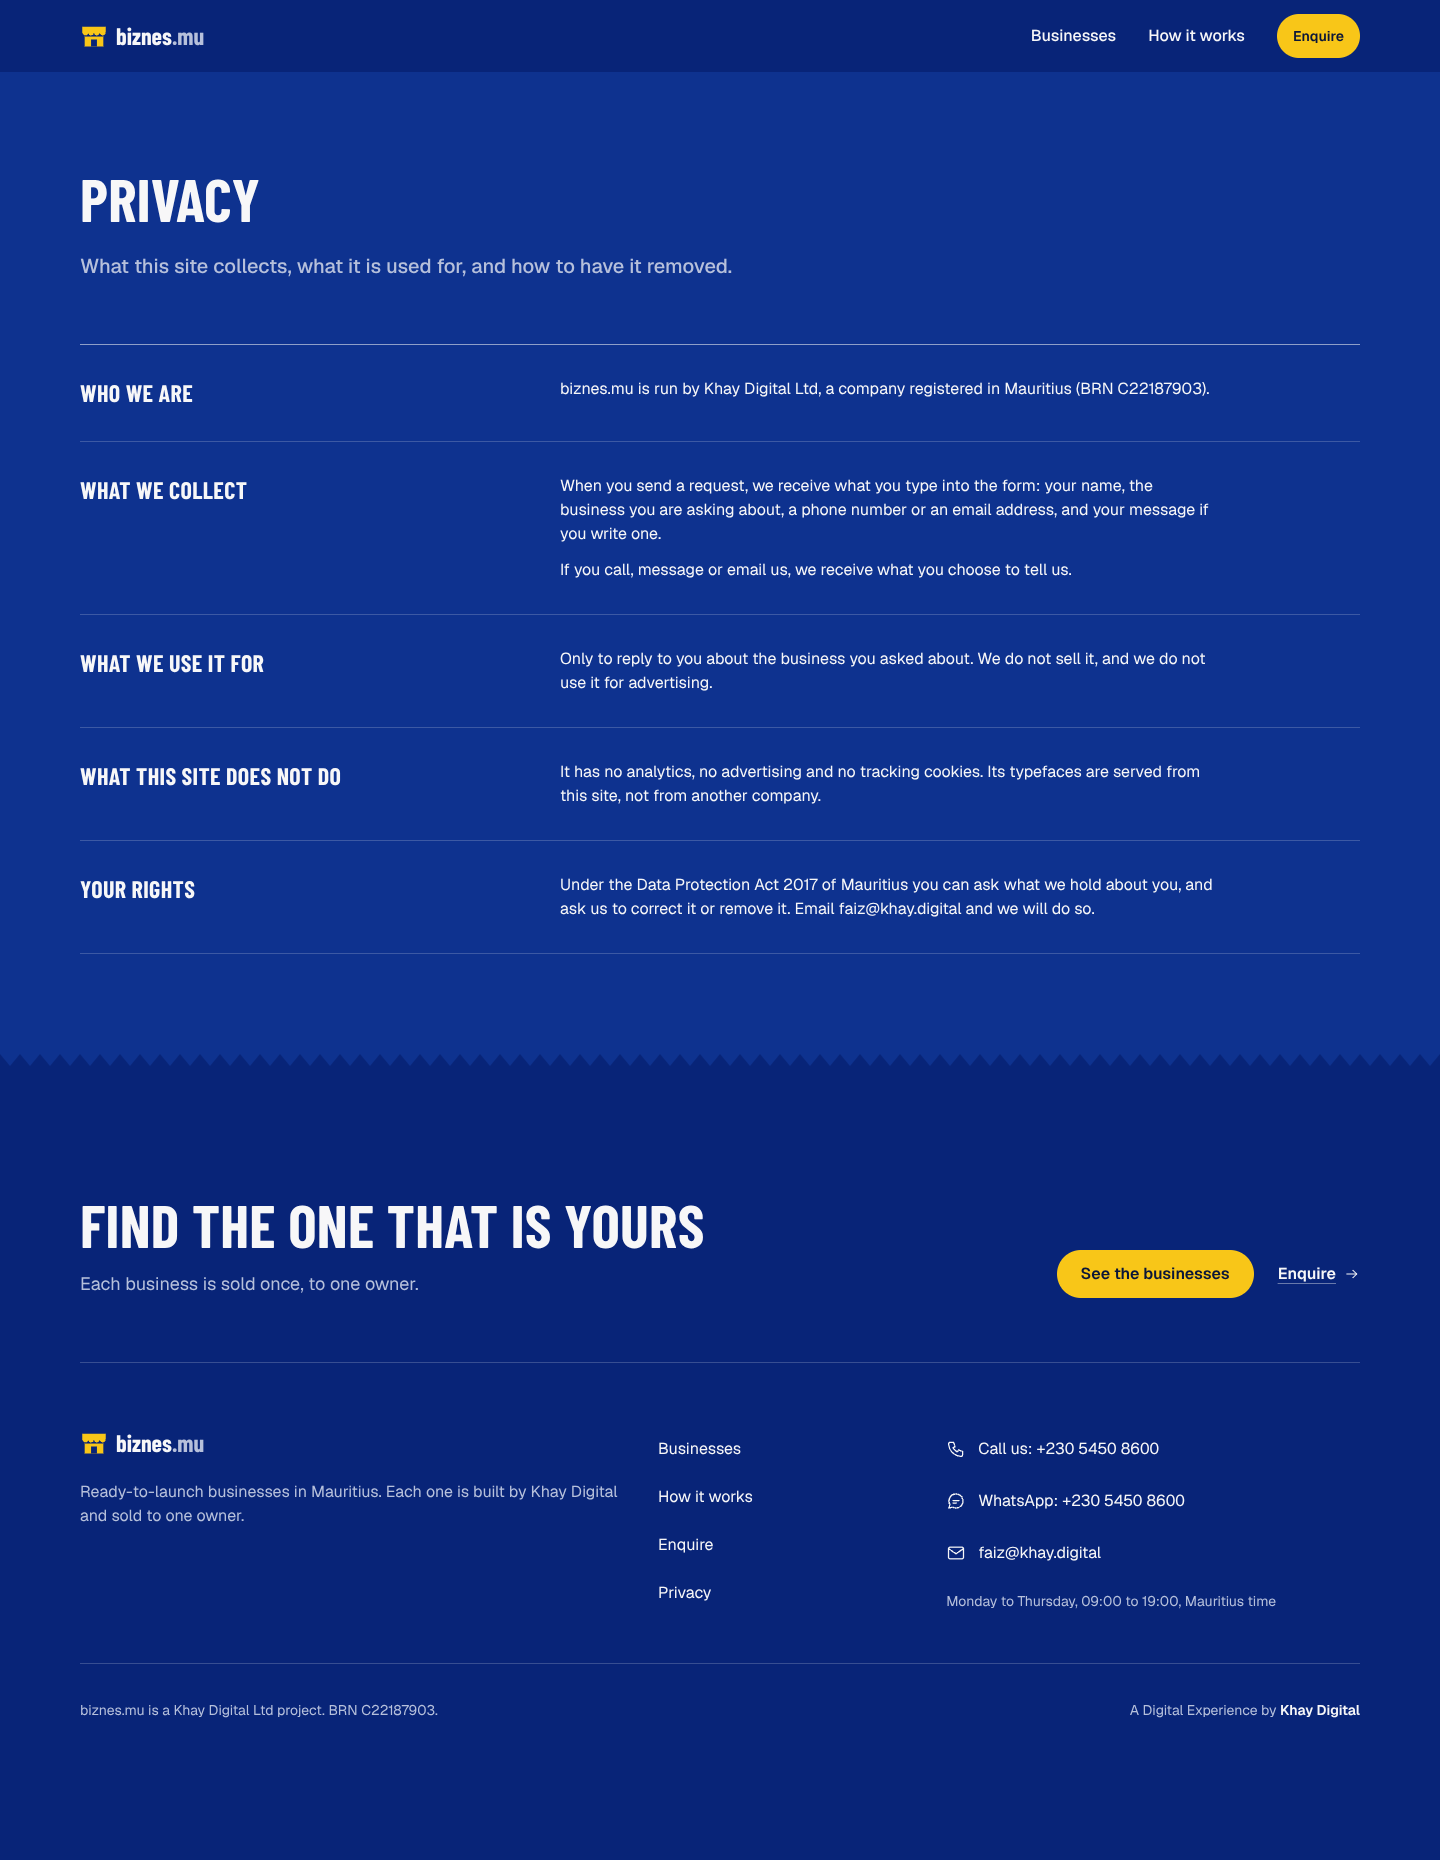 biznes.mu
Businesses
How it works
Enquire
PRIVACY
What this site collects, what it is used for, and how to have it removed.
WHO WE ARE
biznes.mu is run by Khay Digital Ltd, a company registered in Mauritius (BRN C22187903).
WHAT WE COLLECT
When you send a request, we receive what you type into the form: your name, the
business you are asking about, a phone number or an email address, and your message if
you write one.
If you call, message or email us, we receive what you choose to tell us.
WHAT WE USE IT FOR
Only to reply to you about the business you asked about. We do not sell it, and we do not
use it for advertising.
WHAT THIS SITE DOES NOT DO
It has no analytics, no advertising and no tracking cookies. Its typefaces are served from
this site, not from another company.
YOUR RIGHTS
Under the Data Protection Act 2017 of Mauritius you can ask what we hold about you, and
ask us to correct it or remove it. Email faiz@khay.digital and we will do so.
FIND THE ONE THAT IS YOURS
Each business is sold once, to one owner.
See the businesses
Enquire →
biznes.mu
Ready-to-launch businesses in Mauritius. Each one is built by Khay Digital
and sold to one owner.
Businesses
How it works
Enquire
Privacy
Call us: +230 5450 8600
WhatsApp: +230 5450 8600
faiz@khay.digital
Monday to Thursday, 09:00 to 19:00, Mauritius time
biznes.mu is a Khay Digital Ltd project. BRN C22187903.
A Digital Experience by Khay Digital